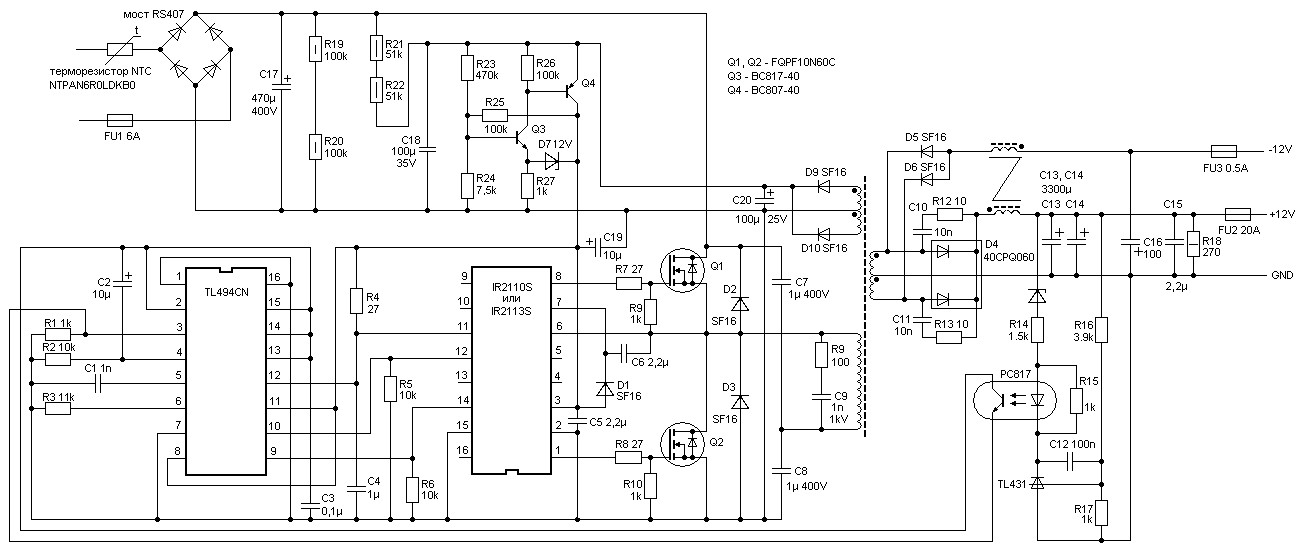 мост RS407
t
терморезистор NTC
NTPAN6R0LDKB0
FU1 6A
C17
470µ
400V
R19
100k
R20
100k
R21
51k
R22
51k
C18
100µ
35V
R23
470k
R24
7,5k
R25
100k
R26
100k
Q3
Q4
D7 12V
R27
1k
Q1, Q2 - FQPF10N60C
Q3 - BC817-40
Q4 - BC807-40
C20
100µ 25V
D9 SF16
D10 SF16
D5 SF16
D6 SF16
C10
10n
R12 10
D4
40CPQ060
C11
10n
R13 10
C13, C14
3300µ
C13
C14
C15
2,2µ
C16
100
R18
270
FU3 0.5A
-12V
FU2 20A
+12V
GND
R14
1.5k
R16
3.9k
PC817
R15
1k
C12 100n
TL431
R17
1k
C2
10µ
R1 1k
R2 10k
C1 1n
R3 11k
TL494CN
1
2
3
4
5
6
7
8
16
15
14
13
12
11
10
9
C3
0,1µ
R4
27
C4
1µ
R5
10k
R6
10k
C19
10µ
IR2110S
или
IR2113S
9
10
11
12
13
14
15
16
8
7
6
5
4
3
2
1
R7 27
R9
1k
C6 2,2µ
D1
SF16
C5 2,2µ
R8 27
R10
1k
Q1
Q2
D2
SF16
D3
SF16
C7
1µ 400V
C8
1µ 400V
R9
100
C9
1n
1kV